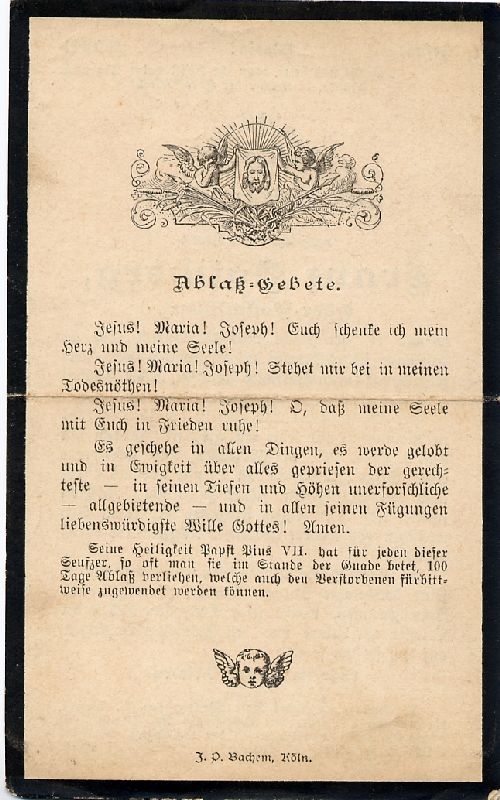 Ablaß-Gebete.
Jesus! Maria! Joseph! Euch schenke ich mein
Herz und meine Seele!
Jesus! Maria! Joseph! Stehet mir bei in meinen
Todesnöthen!
Jesus! Maria! Joseph! O, daß meine Seele
mit Euch in Frieden ruhe!
Es geschehe in allen Dingen, es werde gelobt
und in Ewigkeit über alles gepriesen der gerech-
teste — in seinen Tiefen und Höhen unerforschliche
— allgebietende — und in allen seinen Fügungen
liebenswürdigste Wille Gottes! Amen.
Seine Heiligkeit Papst Pius VII. hat für jeden dieser
Seufzer, so oft man sie im Stande der Gnade betet, 100
Tage Ablaß verliehen, welche auch den Verstorbenen fürbitt-
weise zugewendet werden können.
J. P. Bachem, Köln.